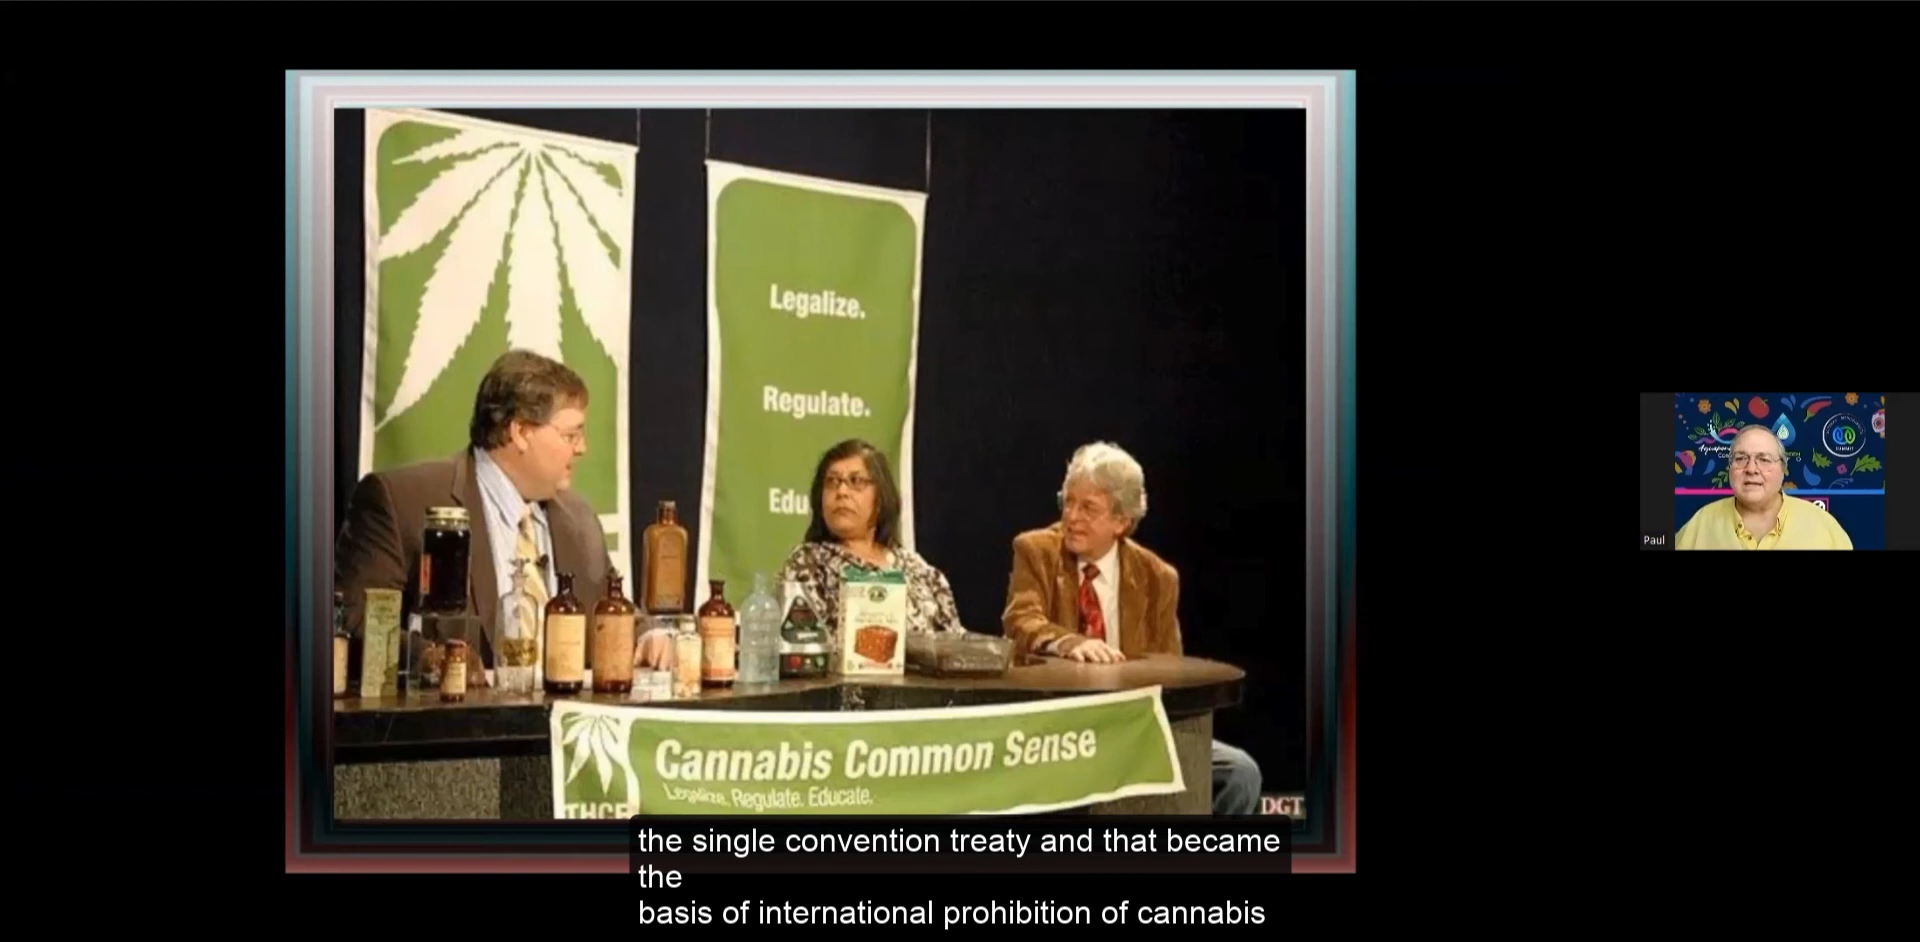 Legalize.
Regulate.
Edu
Cannabis Common Sense
Legalize. Regulate. Educate.
THCF
DGT
Paul
the single convention treaty and that became
the
basis of international prohibition of cannabis